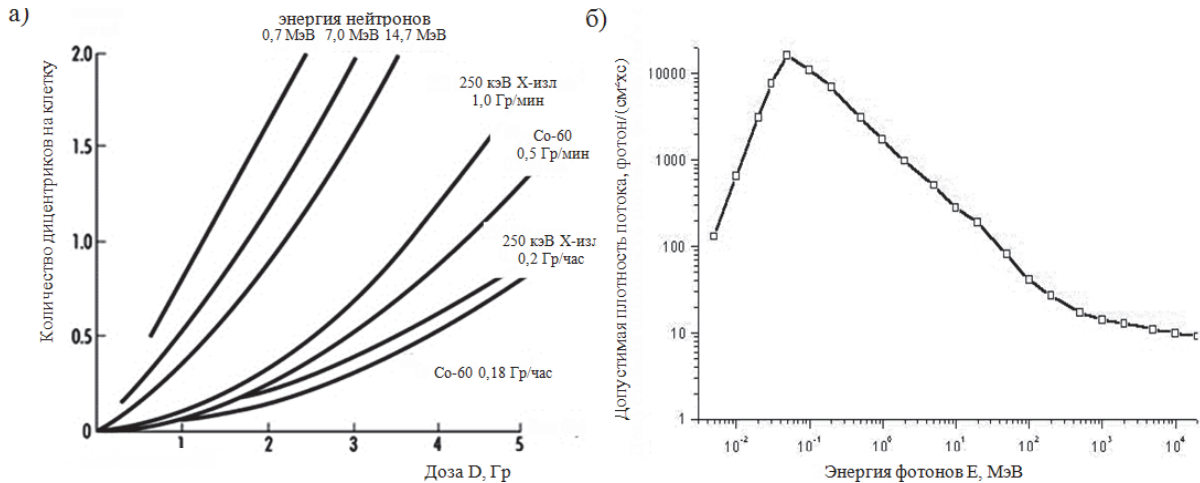 а)
энергия нейтронов
0,7 МэВ 7,0 МэВ 14,7 МэВ
2.0
1.5
1.0
0.5
0
Количество дицентриков на клетку
250 кэВ Х-изл
1,0 Гр/мин
Со-60
0,5 Гр/мин
250 кэВ Х-изл
0,2 Гр/час
Со-60 0,18 Гр/час
1 2 3 4 5
Доза D, Гр
б)
Допустимая плотность потока, фотон/(см²хс)
10000
1000
100
10
1
10⁻² 10⁻¹ 10⁰ 10¹ 10² 10³ 10⁴
Энергия фотонов Е, МэВ